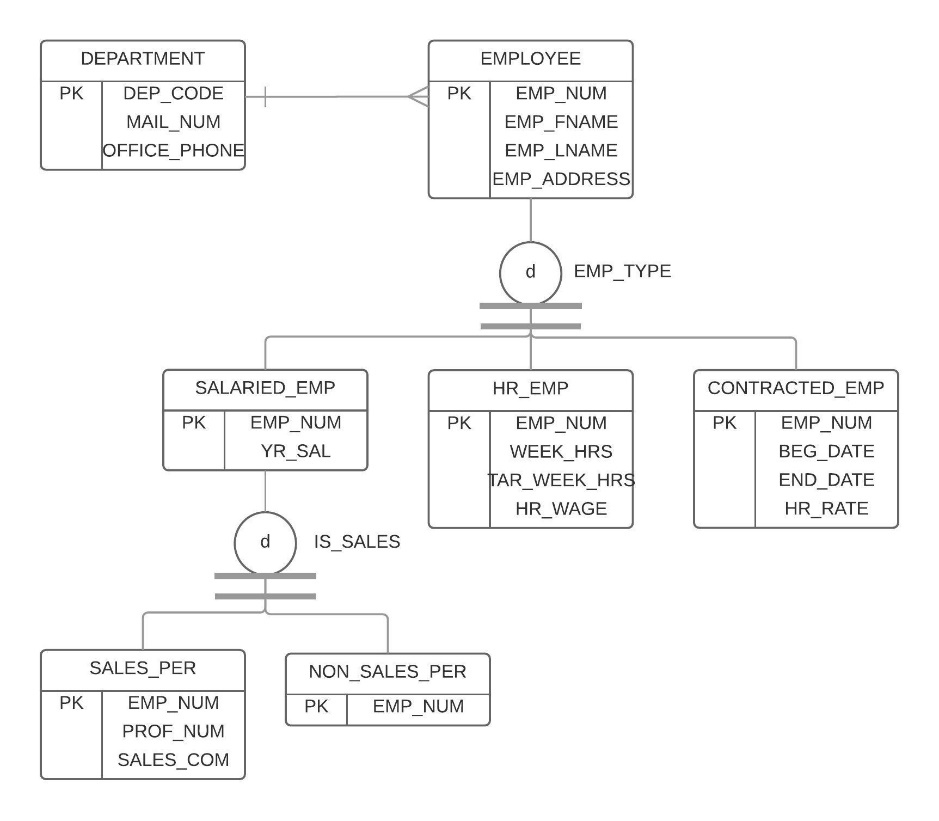 DEPARTMENT
PK DEP_CODE
MAIL_NUM
OFFICE_PHONE
EMPLOYEE
PK EMP_NUM
EMP_FNAME
EMP_LNAME
EMP_ADDRESS
d EMP_TYPE
SALARIED_EMP
PK EMP_NUM
YR_SAL
HR_EMP
PK EMP_NUM
WEEK_HRS
TAR_WEEK_HRS
HR_WAGE
CONTRACTED_EMP
PK EMP_NUM
BEG_DATE
END_DATE
HR_RATE
d IS_SALES
SALES_PER
PK EMP_NUM
PROF_NUM
SALES_COM
NON_SALES_PER
PK EMP_NUM